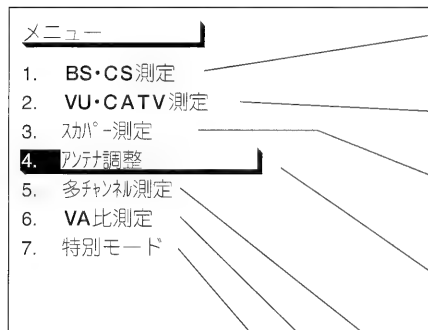 メニュー
1. BS・CS測定
2. VU・CATV測定
3. スカパー測定
4. アンテナ調整
5. 多チャンネル測定
6. VA比測定
7. 特別モード